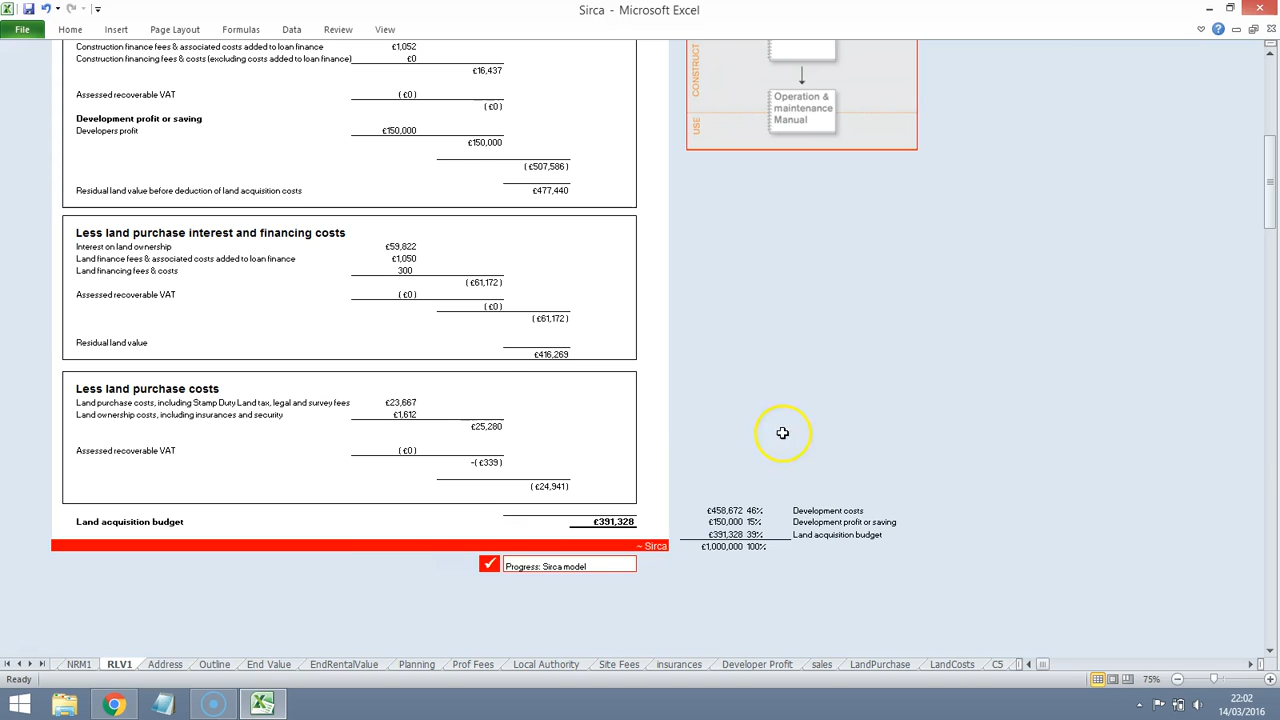 Sirca - Microsoft Excel
File Home Insert Page Layout Formulas Data Review View
Construction finance fees & associated costs added to loan finance £1,052
Construction financing fees & costs (excluding costs added to loan finance) £0
£16,437
Assessed recoverable VAT (£0)
(£0)
Development profit or saving
Developers profit £150,000
£150,000
(£507,586)
Residual land value before deduction of land acquisition costs £477,440
Less land purchase interest and financing costs
Interest on land ownership £59,822
Land finance fees & associated costs added to loan finance £1,050
Land financing fees & costs 300
(£61,172)
Assessed recoverable VAT (£0)
(£0)
(£61,172)
Residual land value
£416,269
Less land purchase costs
Land purchase costs, including Stamp Duty Land tax, legal and survey fees £23,667
Land ownership costs, including insurances and security £1,612
£25,280
Assessed recoverable VAT (£0)
-(£339)
(£24,941)
Land acquisition budget £391,328
~ Sirca
Progress: Sirca model
CONSTRUCT
USE
Operation &
maintenance
Manual
£458,672 46% Development costs
£150,000 15% Development profit or saving
£391,328 39% Land acquisition budget
£1,000,000 100%
NRM1 RLV1 Address Outline End Value EndRentalValue Planning Prof Fees Local Authority Site Fees insurances Developer Profit sales LandPurchase LandCosts C5
Ready 75%
22:02
14/03/2016